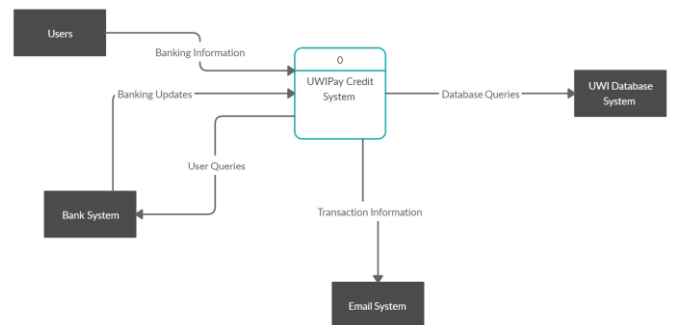 Users
Banking Information
0
UWIPay Credit
System
Banking Updates
Database Queries
UWI Database
System
User Queries
Bank System
Transaction Information
Email System